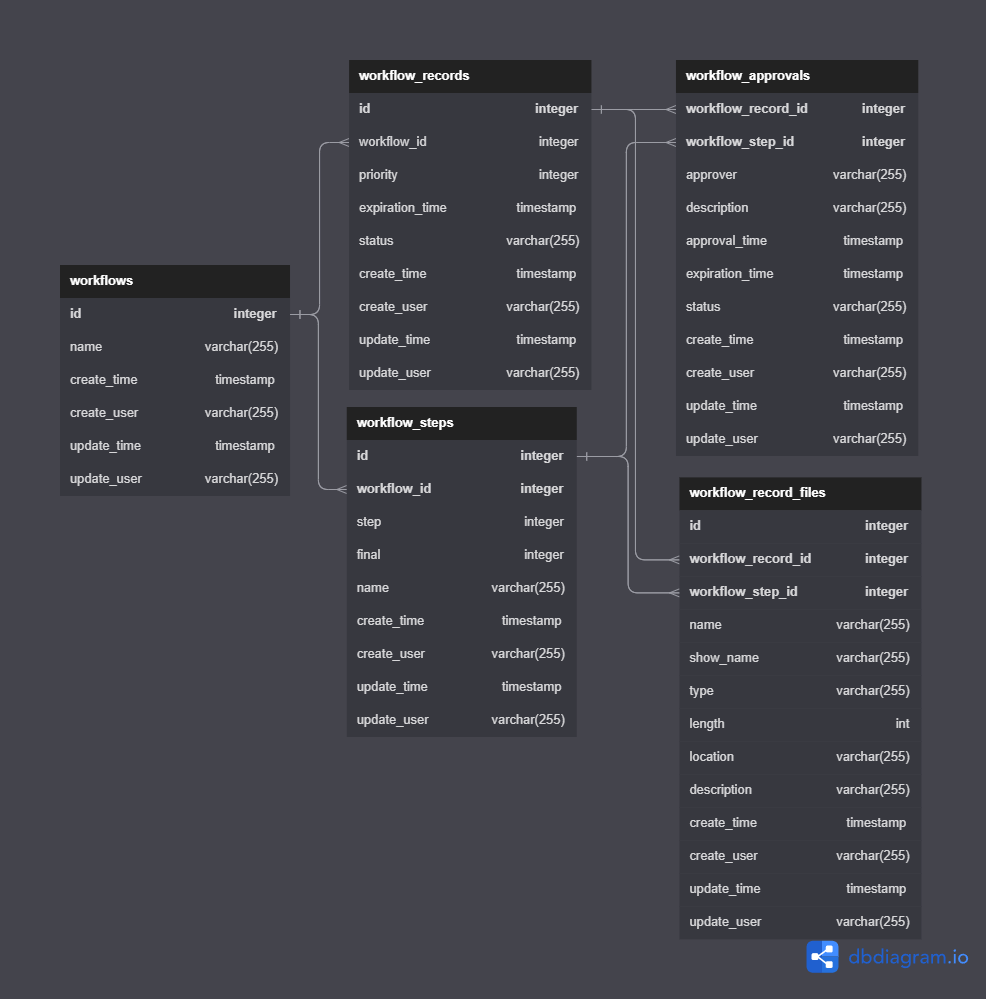 workflows
id integer
name varchar(255)
create_time timestamp
create_user varchar(255)
update_time timestamp
update_user varchar(255)
workflow_records
id integer
workflow_id integer
priority integer
expiration_time timestamp
status varchar(255)
create_time timestamp
create_user varchar(255)
update_time timestamp
update_user varchar(255)
workflow_steps
id integer
workflow_id integer
step integer
final integer
name varchar(255)
create_time timestamp
create_user varchar(255)
update_time timestamp
update_user varchar(255)
workflow_approvals
workflow_record_id integer
workflow_step_id integer
approver varchar(255)
description varchar(255)
approval_time timestamp
expiration_time timestamp
status varchar(255)
create_time timestamp
create_user varchar(255)
update_time timestamp
update_user varchar(255)
workflow_record_files
id integer
workflow_record_id integer
workflow_step_id integer
name varchar(255)
show_name varchar(255)
type varchar(255)
length int
location varchar(255)
description varchar(255)
create_time timestamp
create_user varchar(255)
update_time timestamp
update_user varchar(255)
dbdiagram.io